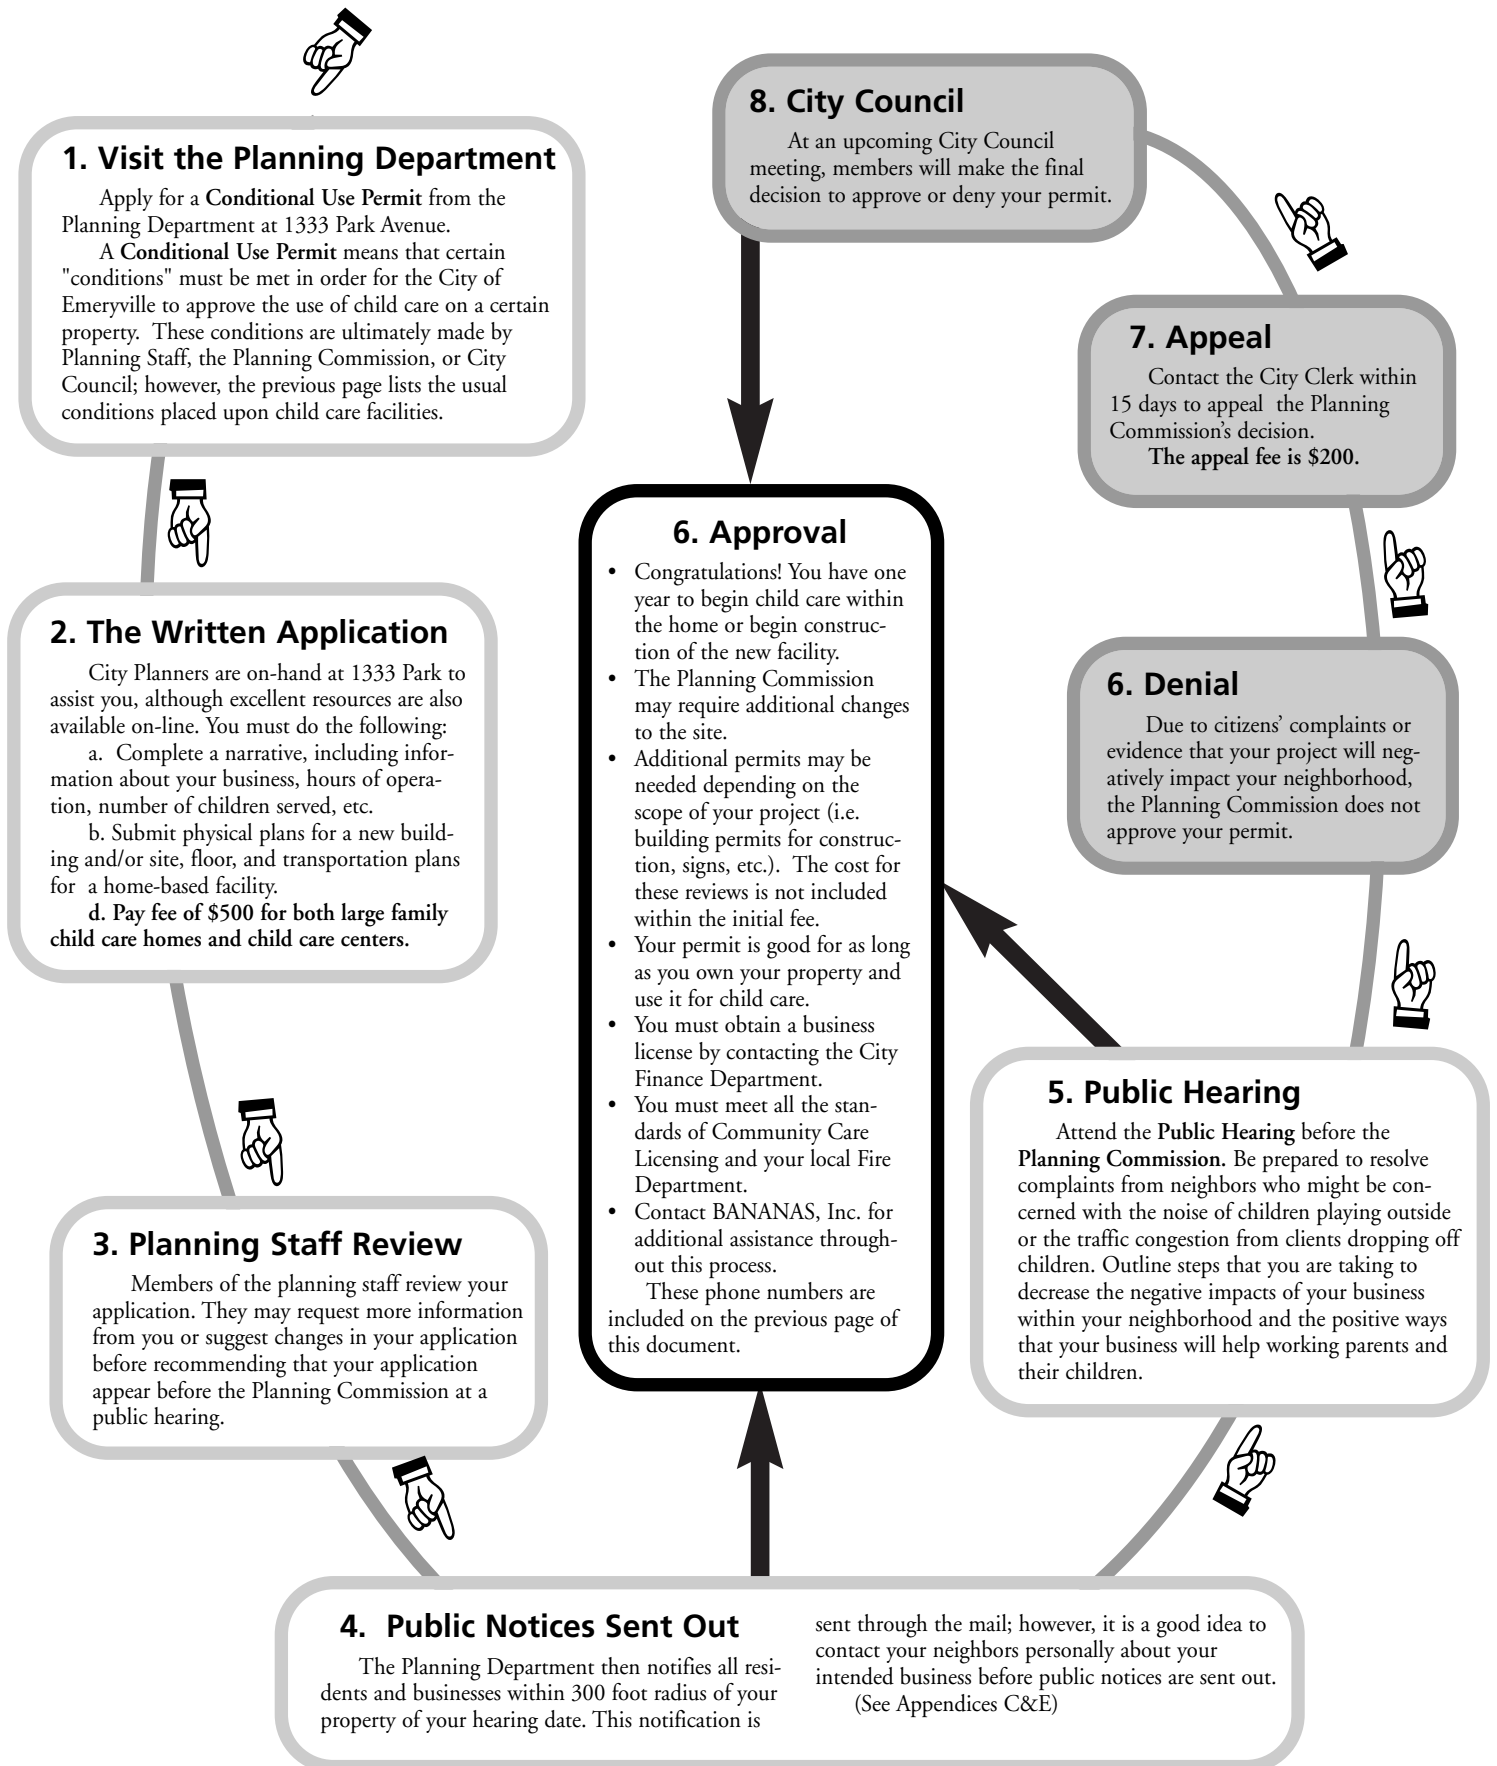 1. Visit the Planning Department
Apply for a Conditional Use Permit from the
Planning Department at 1333 Park Avenue.
A Conditional Use Permit means that certain
"conditions" must be met in order for the City of
Emeryville to approve the use of child care on a certain
property.  These conditions are ultimately made by
Planning Staff, the Planning Commission, or City
Council; however, the previous page lists the usual
conditions placed upon child care facilities.
2. The Written Application
City Planners are on-hand at 1333 Park to
assist you, although excellent resources are also
available on-line. You must do the following:
a.  Complete a narrative, including infor-
mation about your business, hours of opera-
tion, number of children served, etc.
b. Submit physical plans for a new build-
ing and/or site, floor, and transportation plans
for  a home-based facility.
d. Pay fee of $500 for both large family
child care homes and child care centers.
3. Planning Staff Review
Members of the planning staff review your
application. They may request more information
from you or suggest changes in your application
before recommending that your application
appear before the Planning Commission at a
public hearing.
4.  Public Notices Sent Out
The Planning Department then notifies all resi-
dents and businesses within 300 foot radius of your
property of your hearing date. This notification is
sent through the mail; however, it is a good idea to
contact your neighbors personally about your
intended business before public notices are sent out.
(See Appendices C&E)
5. Public Hearing
Attend the Public Hearing before the
Planning Commission. Be prepared to resolve
complaints from neighbors who might be con-
cerned with the noise of children playing outside
or the traffic congestion from clients dropping off
children. Outline steps that you are taking to
decrease the negative impacts of your business
within your neighborhood and the positive ways
that your business will help working parents and
their children.
6. Approval
• Congratulations! You have one
year to begin child care within
the home or begin construc-
tion of the new facility.
• The Planning Commission
may require additional changes
to the site.
• Additional permits may be
needed depending on the
scope of your project (i.e.
building permits for construc-
tion, signs, etc.).  The cost for
these reviews is not included
within the initial fee.
• Your permit is good for as long
as you own your property and
use it for child care.
• You must obtain a business
license by contacting the City
Finance Department.
• You must meet all the stan-
dards of Community Care
Licensing and your local Fire
Department.
• Contact BANANAS, Inc. for
additional assistance through-
out this process.
These phone numbers are
included on the previous page of
this document.
6. Denial
Due to citizens’ complaints or
evidence that your project will neg-
atively impact your neighborhood,
the Planning Commission does not
approve your permit.
7. Appeal
Contact the City Clerk within
15 days to appeal  the Planning
Commission’s decision.
The appeal fee is $200.
8. City Council
At an upcoming City Council
meeting, members will make the final
decision to approve or deny your permit.